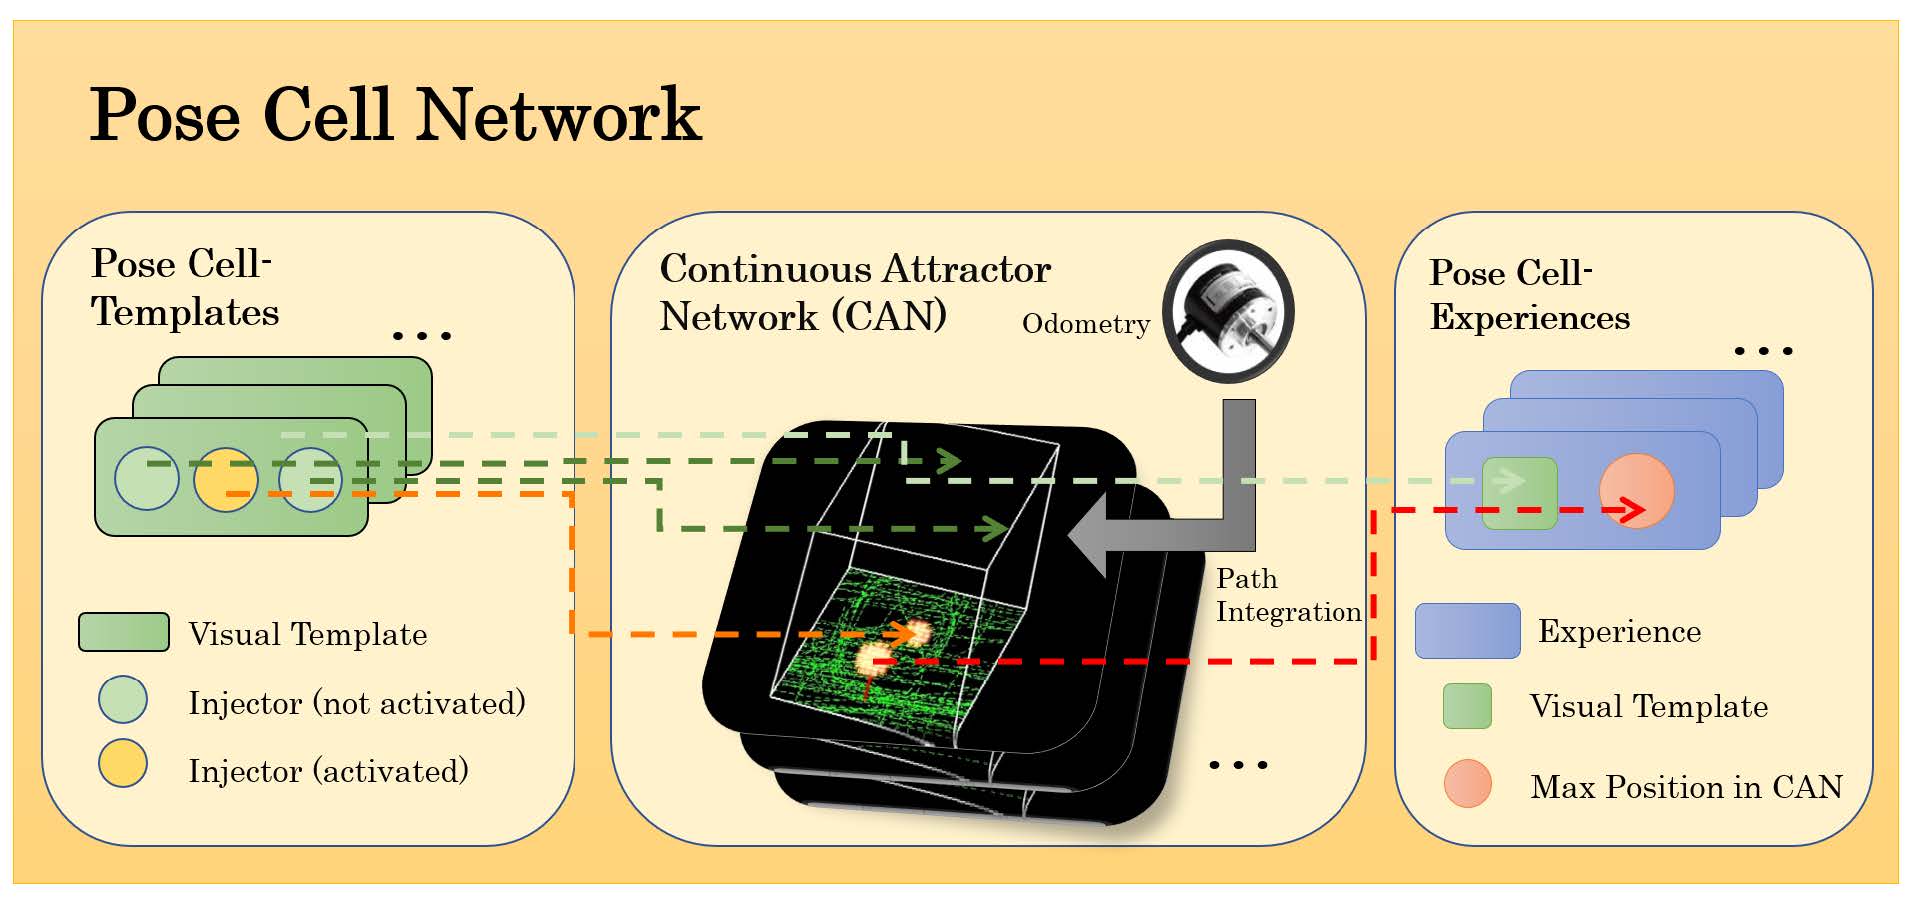 Pose Cell Network
Pose Cell-
Templates
...
Visual Template
Injector (not activated)
Injector (activated)
Continuous Attractor
Network (CAN)
Odometry
Path
Integration
...
Pose Cell-
Experiences
...
Experience
Visual Template
Max Position in CAN